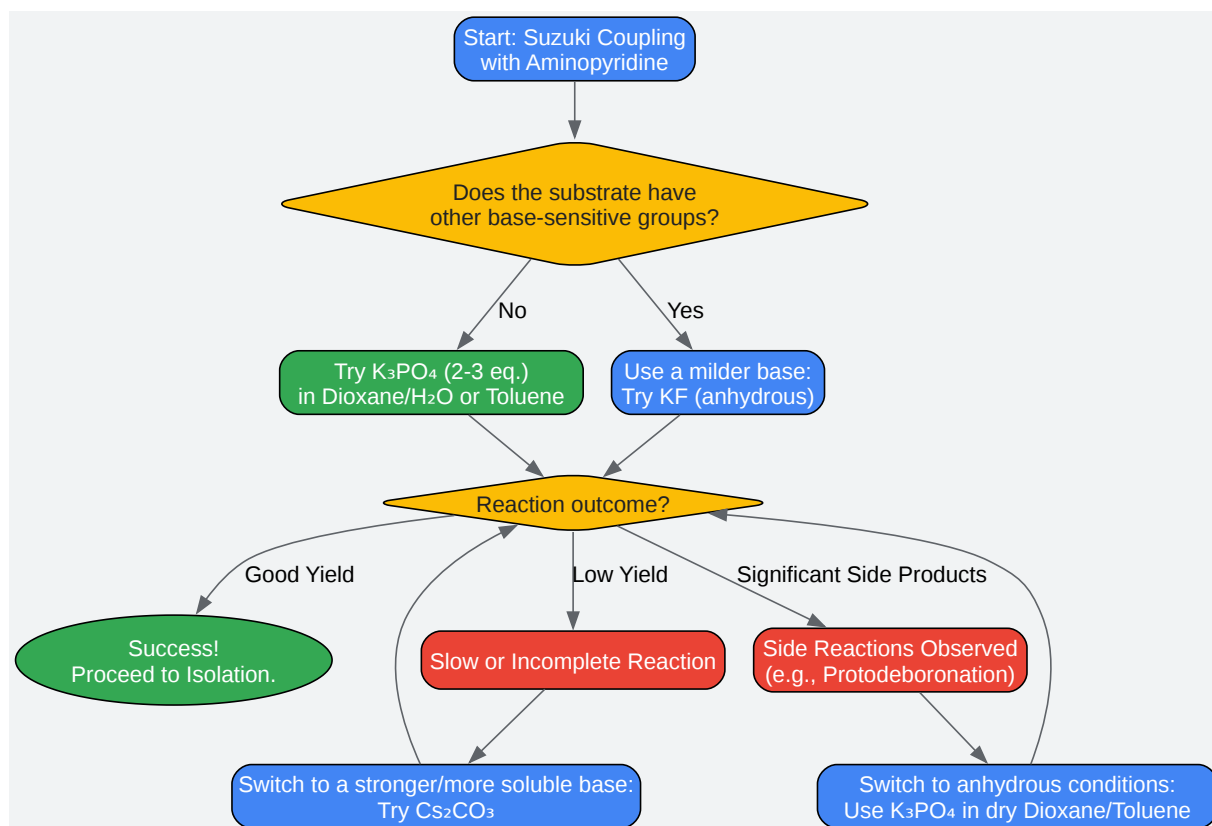 Start: Suzuki Coupling
with Aminopyridine
Does the substrate have
other base-sensitive groups?
No
Yes
Try K₃PO₄ (2-3 eq.)
in Dioxane/H₂O or Toluene
Use a milder base:
Try KF (anhydrous)
Reaction outcome?
Good Yield
Low Yield
Significant Side Products
Success!
Proceed to Isolation.
Slow or Incomplete Reaction
Side Reactions Observed
(e.g., Protodeboronation)
Switch to a stronger/more soluble base:
Try Cs₂CO₃
Switch to anhydrous conditions:
Use K₃PO₄ in dry Dioxane/Toluene